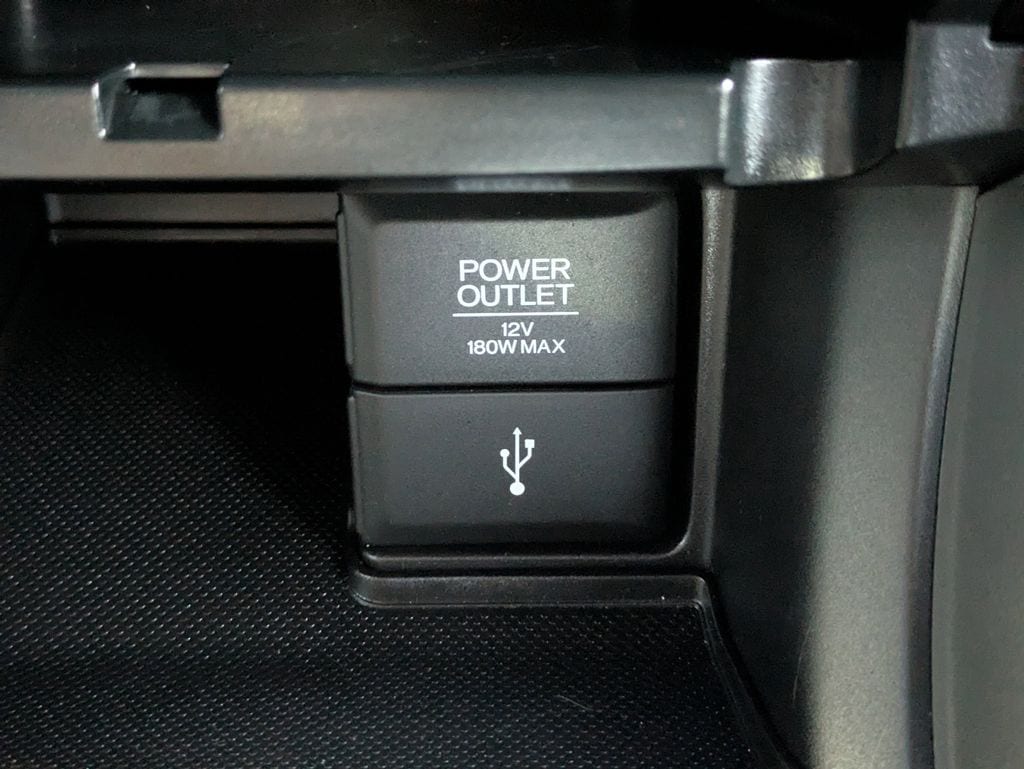 POWER
OUTLET
12V
180W MAX